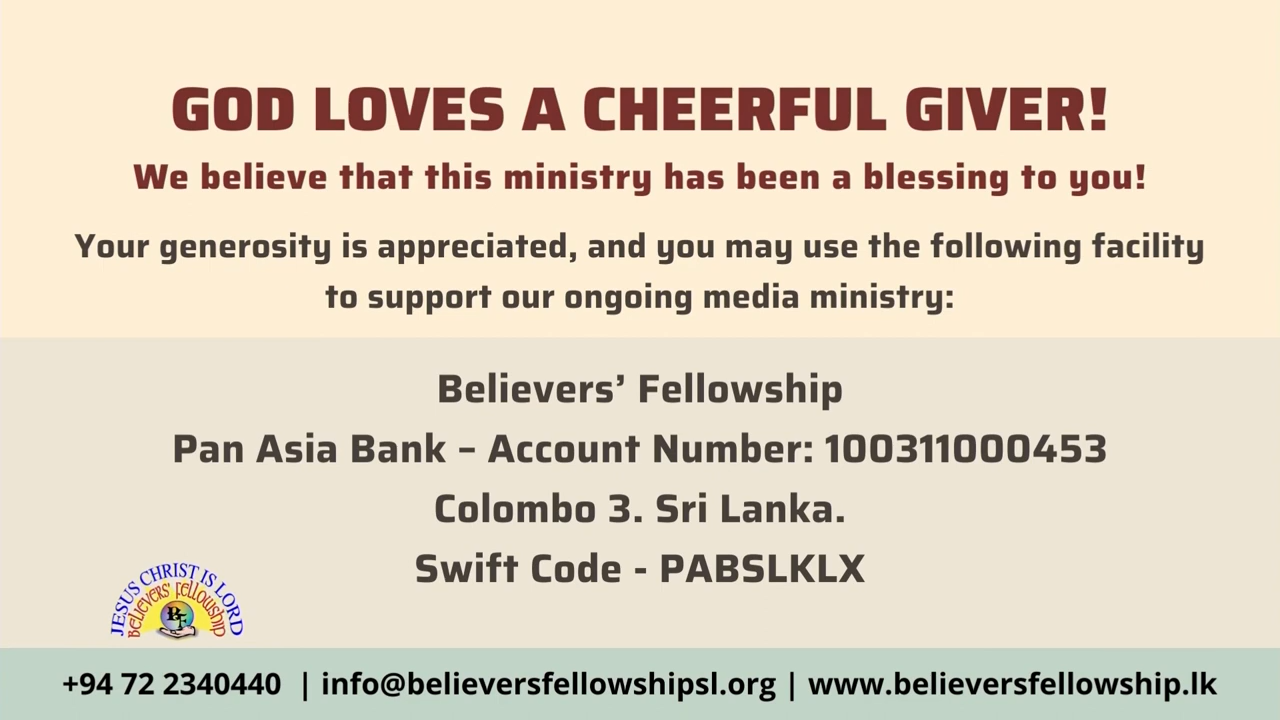 GOD LOVES A CHEERFUL GIVER!
We believe that this ministry has been a blessing to you!
Your generosity is appreciated, and you may use the following facility
to support our ongoing media ministry:
Believers’ Fellowship
Pan Asia Bank – Account Number: 100311000453
Colombo 3. Sri Lanka.
Swift Code - PABSLKLX
JESUS CHRIST IS LORD
BELIEVERS' FELLOWSHIP
BF
+94 72 2340440 | info@believersfellowshipsl.org | www.believersfellowship.lk